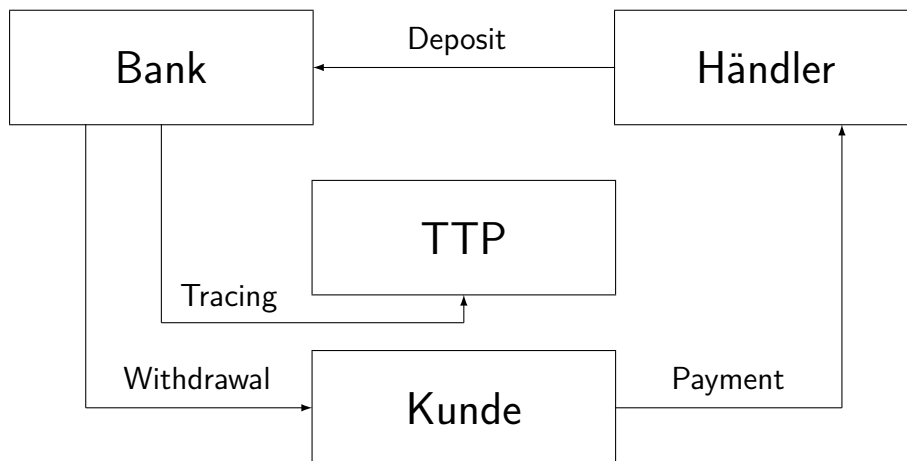 Deposit
Bank
Händler
TTP
Tracing
Withdrawal
Payment
Kunde